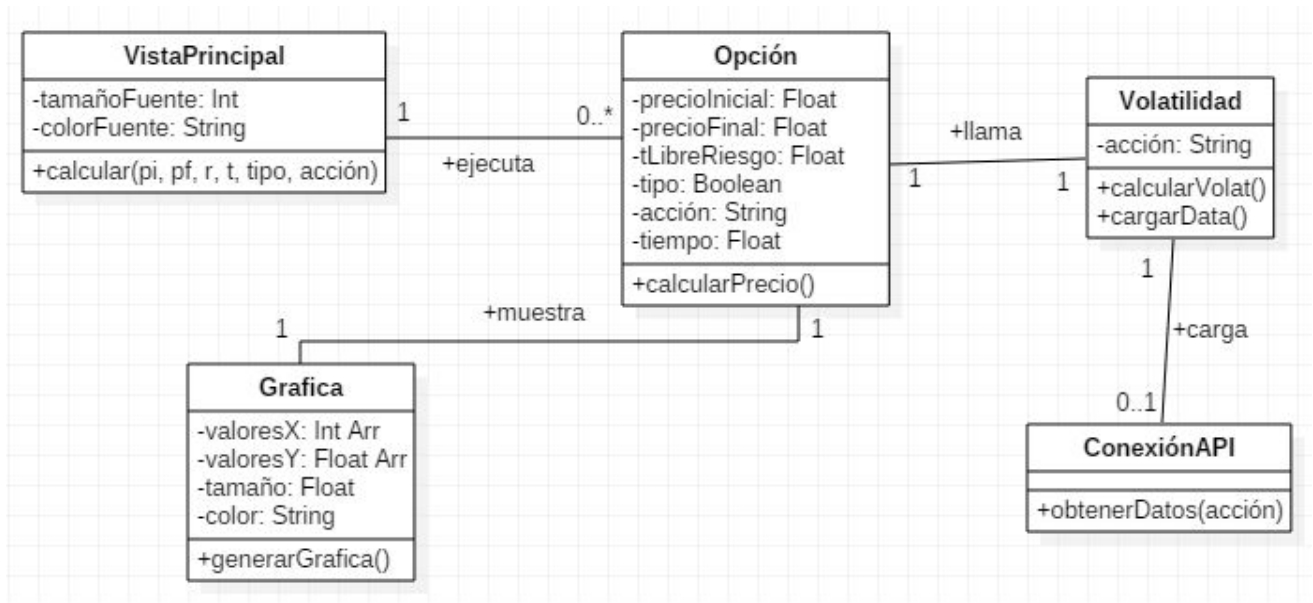 VistaPrincipal
-tamañoFuente: Int
-colorFuente: String
+calcular(pi, pf, r, t, tipo, acción)
1
0..*
+ejecuta
Opción
-precioInicial: Float
-precioFinal: Float
-tLibreRiesgo: Float
-tipo: Boolean
-acción: String
-tiempo: Float
+calcularPrecio()
+llama
1
1
Volatilidad
-acción: String
+calcularVolat()
+cargarData()
1
+carga
0..1
ConexiónAPI
+obtenerDatos(acción)
+muestra
1
1
Grafica
-valoresX: Int Arr
-valoresY: Float Arr
-tamaño: Float
-color: String
+generarGrafica()